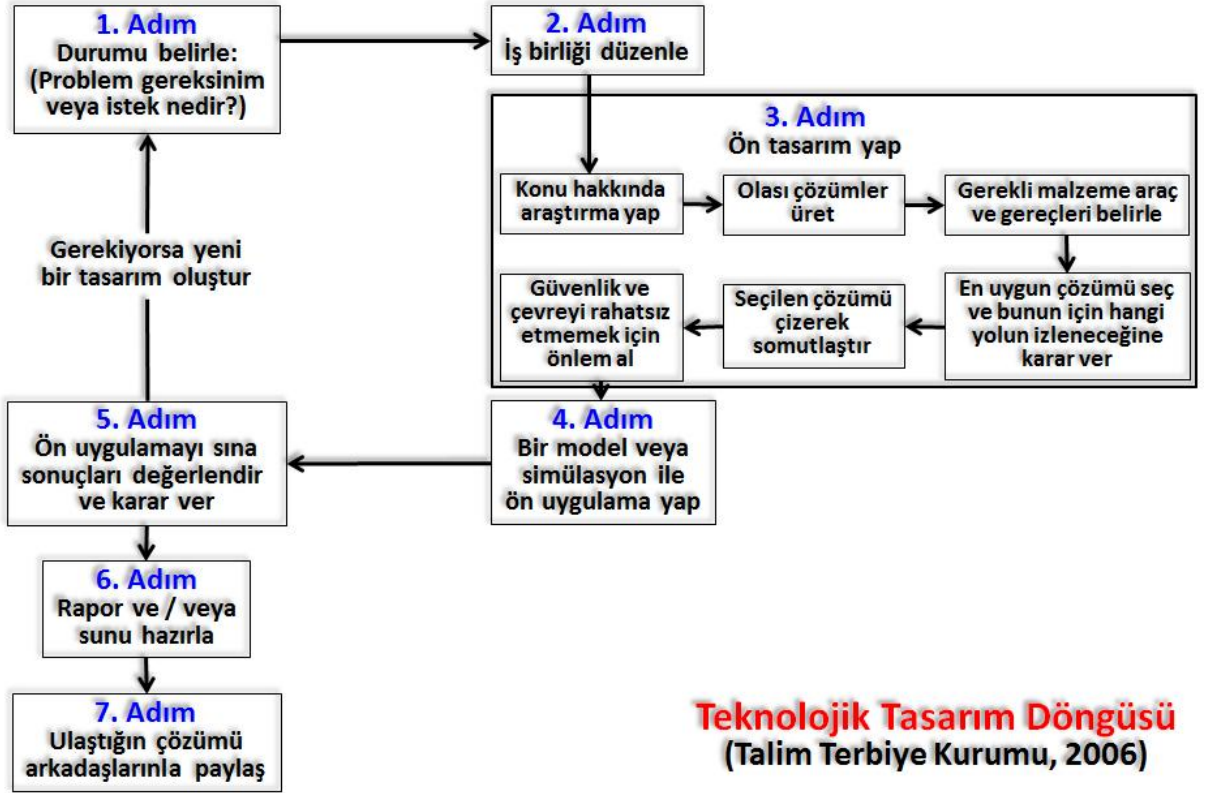 1. Adım
Durumu belirle:
(Problem gereksinim
veya istek nedir?)
2. Adım
İş birliği düzenle
3. Adım
Ön tasarım yap
Konu hakkında
araştırma yap
Olası çözümler
üret
Gerekli malzeme araç
ve gereçleri belirle
En uygun çözümü seç
ve bunun için hangi
yolun izleneceğine
karar ver
Seçilen çözümü
çizerek
somutlaştır
Güvenlik ve
çevreyi rahatsız
etmemek için
önlem al
4. Adım
Bir model veya
simülasyon ile
ön uygulama yap
5. Adım
Ön uygulamayı sına
sonuçları değerlendir
ve karar ver
Gerekiyorsa yeni
bir tasarım oluştur
6. Adım
Rapor ve / veya
sunu hazırla
7. Adım
Ulaştığın çözümü
arkadaşlarınla paylaş
Teknolojik Tasarım Döngüsü
(Talim Terbiye Kurumu, 2006)